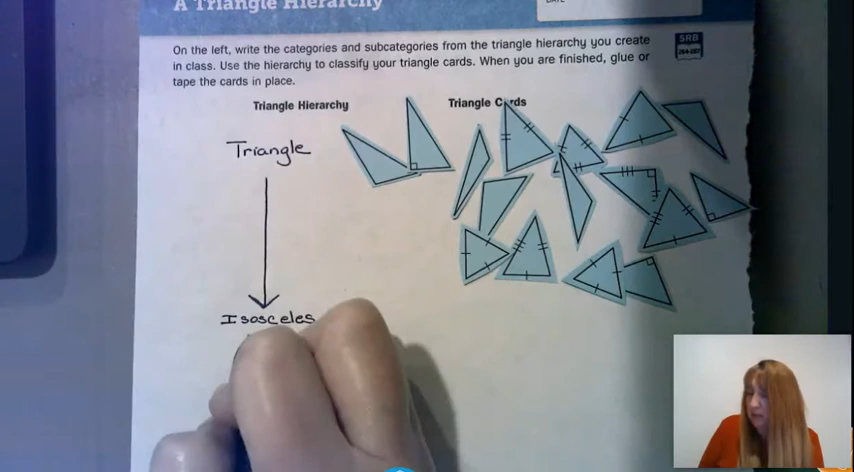 A Triangle Hierarchy
On the left, write the categories and subcategories from the triangle hierarchy you create
in class. Use the hierarchy to classify your triangle cards. When you are finished, glue or
tape the cards in place.
SRB
Triangle Hierarchy
Triangle Cards
Triangle
Isosceles